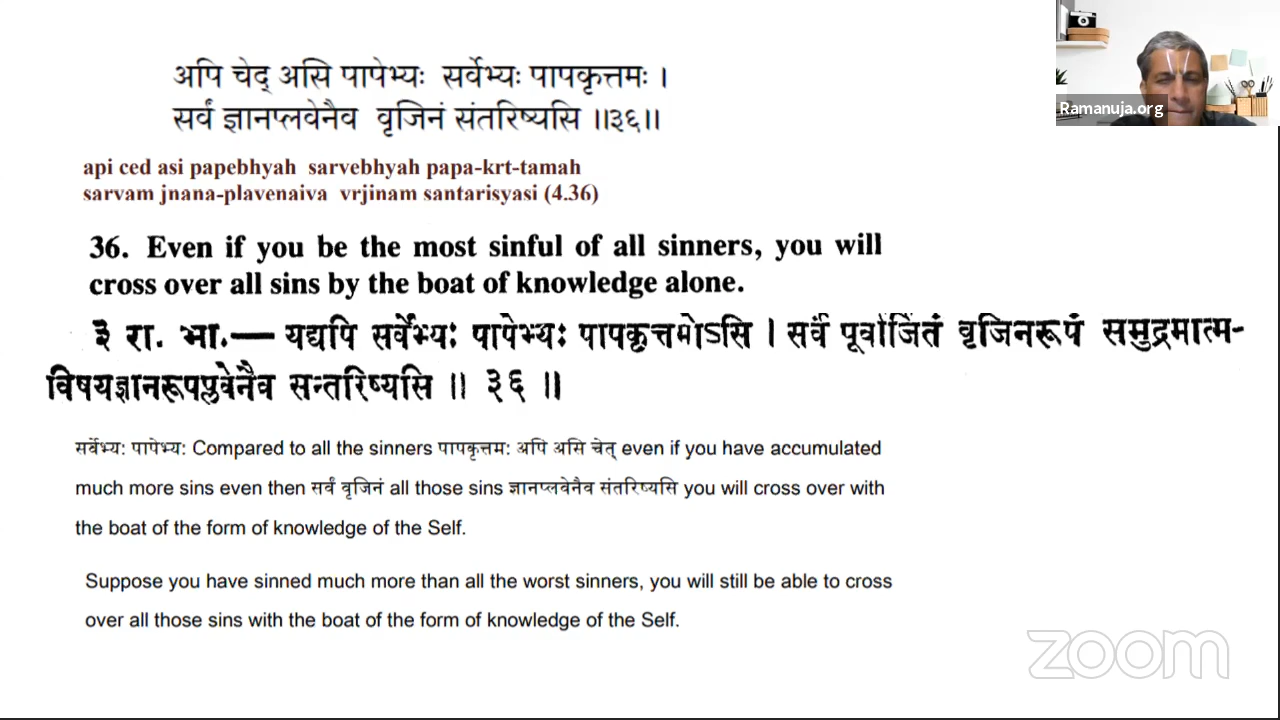 अपि चेद् असि पापेभ्यः सर्वेभ्यः पापकृत्तमः ।
सर्वं ज्ञानप्लवेनैव वृजिनं संतरिष्यसि ॥३६॥
api ced asi papebhyah sarvebhyah papa-krt-tamah
sarvam jnana-plavenaiva vrjinam santarisyasi (4.36)
36. Even if you be the most sinful of all sinners, you will
cross over all sins by the boat of knowledge alone.
३ रा. भा.— यद्यपि सर्वेभ्यः पापेभ्यः पापकृत्तमोऽसि । सर्वं पूर्वार्जितं वृजिनरूपं समुद्रमात्म-
विषयज्ञानरूपप्लवेनैव सन्तरिष्यसि ॥ ३६ ॥
सर्वेभ्यः पापेभ्यः Compared to all the sinners पापकृत्तमः अपि असि चेत् even if you have accumulated
much more sins even then सर्वं वृजिनं all those sins ज्ञानप्लवेनैव संतरिष्यसि you will cross over with
the boat of the form of knowledge of the Self.
Suppose you have sinned much more than all the worst sinners, you will still be able to cross
over all those sins with the boat of the form of knowledge of the Self.
Ramanuja.org
zoom